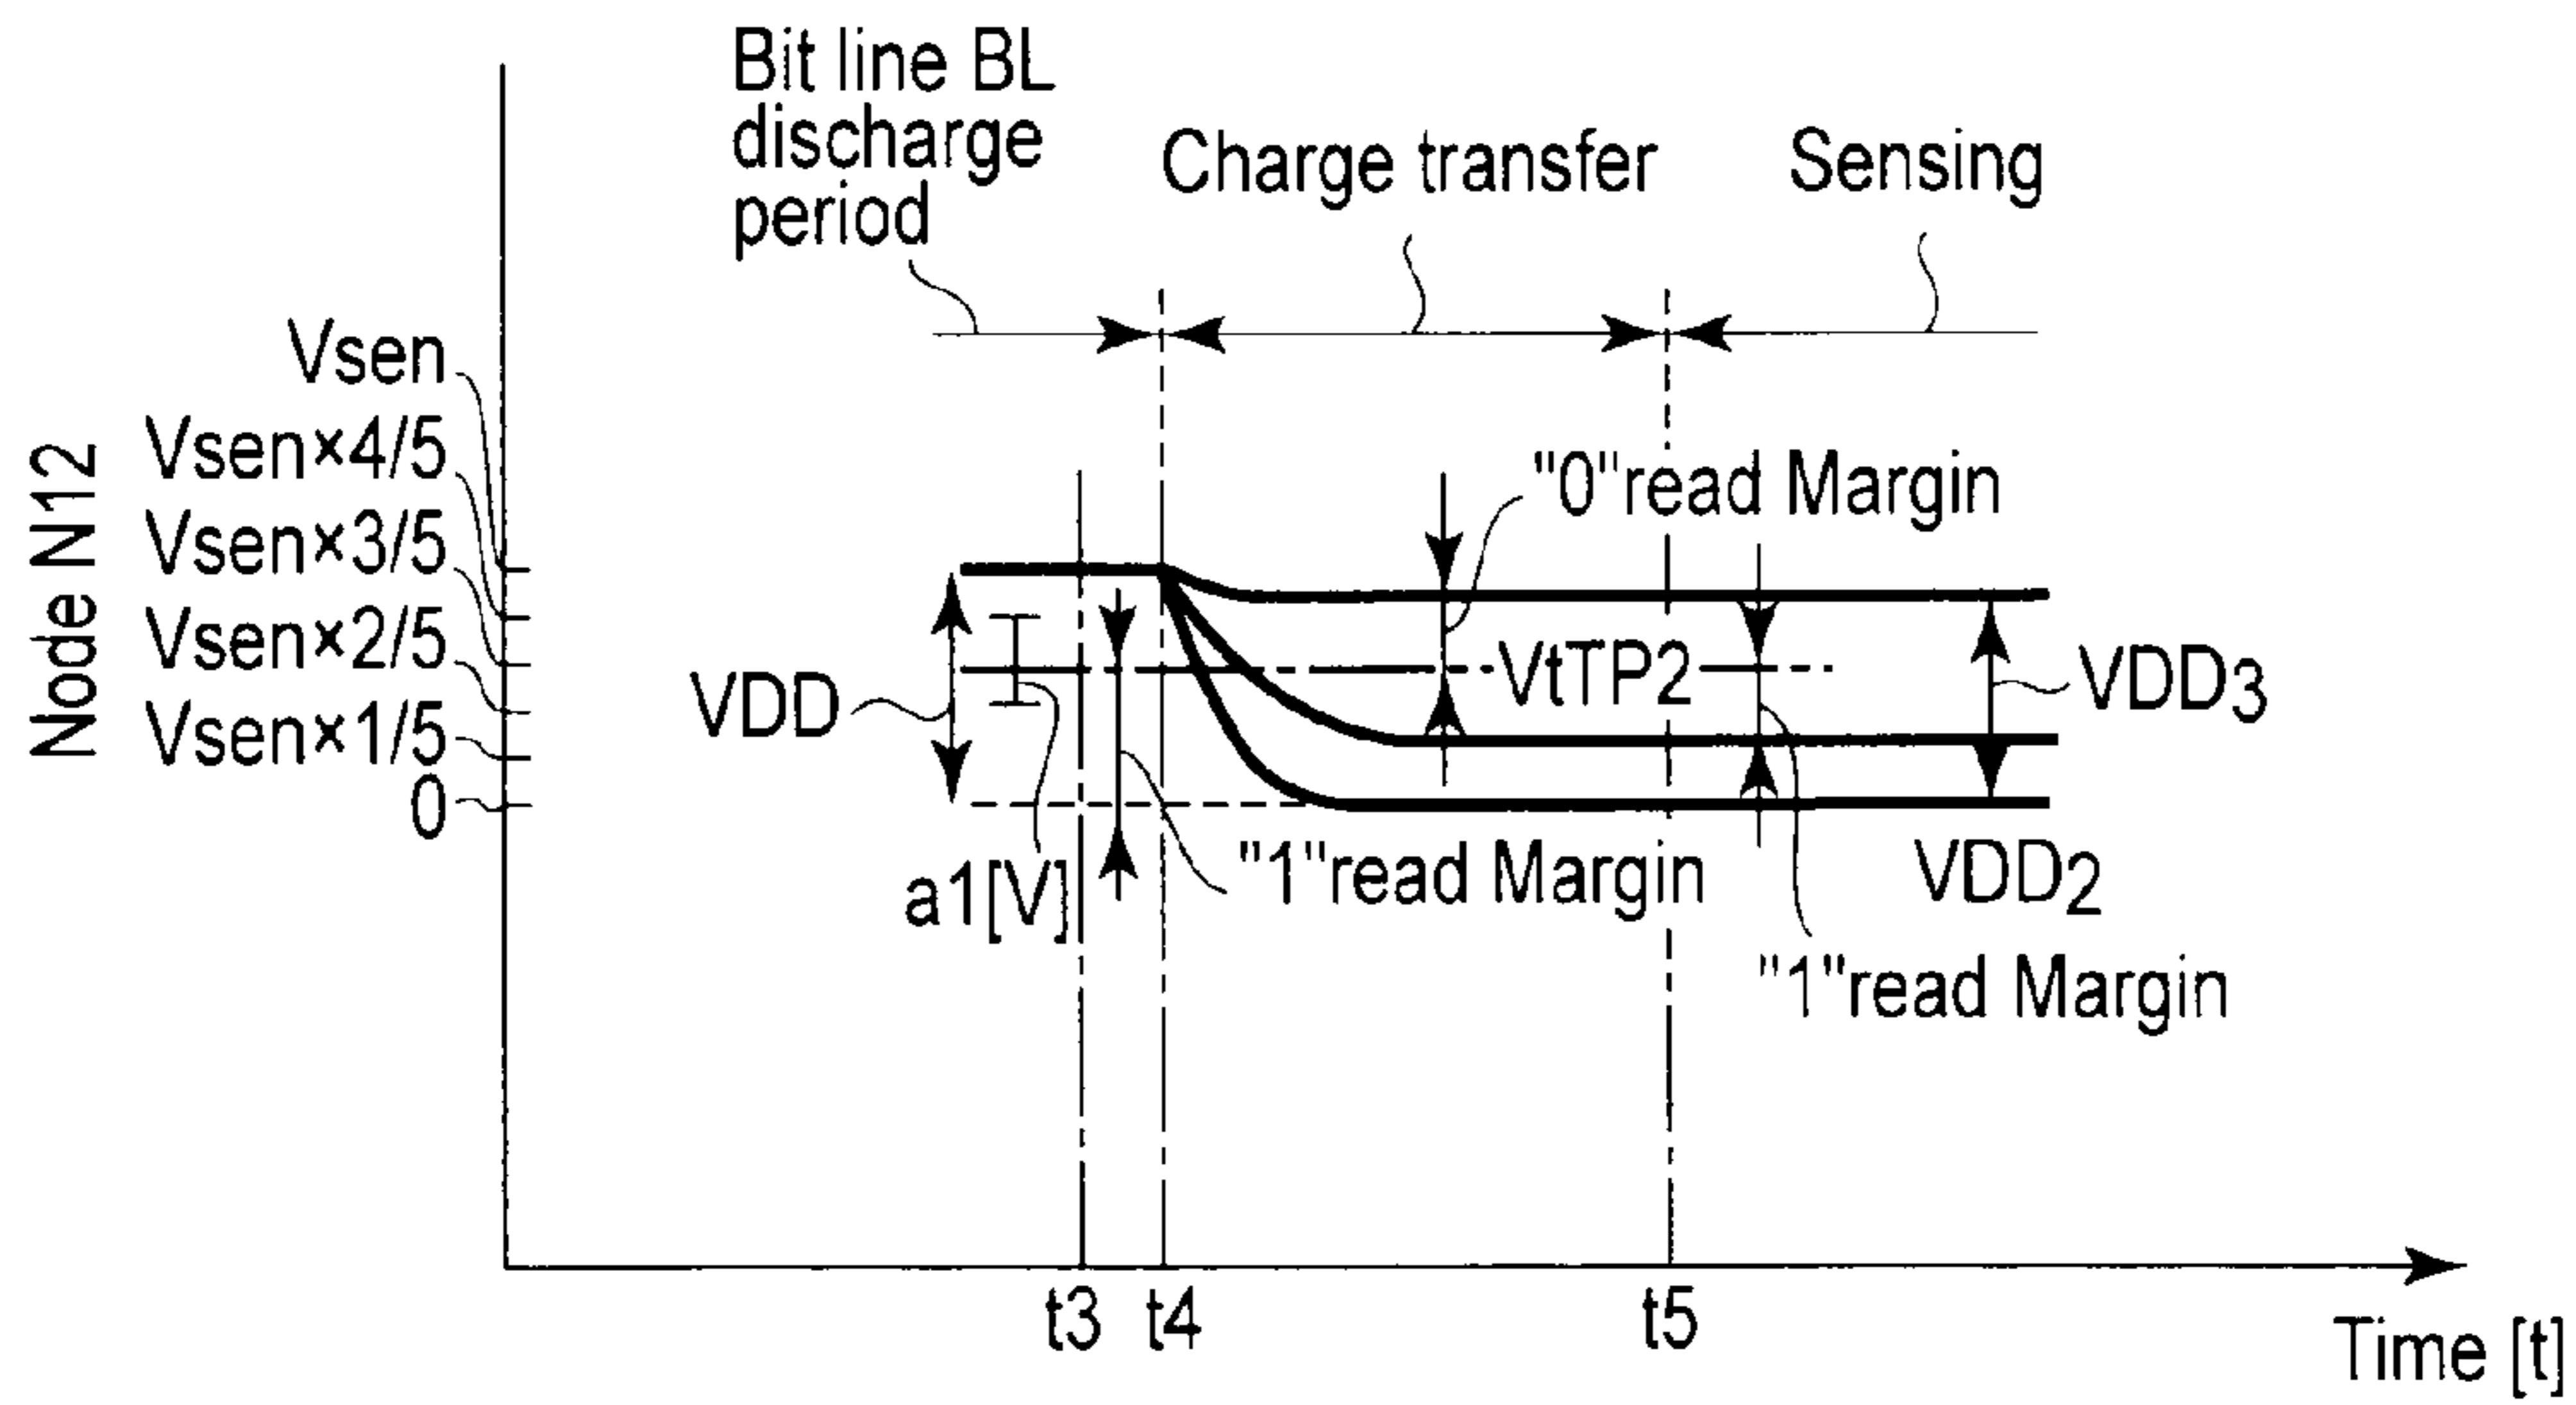 Bit line BL
discharge
period
Charge transfer
Sensing
Node N12
Vsen
Vsen×4/5
Vsen×3/5
Vsen×2/5
Vsen×1/5
0
"0"read Margin
VDD
VtTP2
VDD3
a1[V]
"1"read Margin
VDD2
"1"read Margin
t3
t4
t5
Time [t]